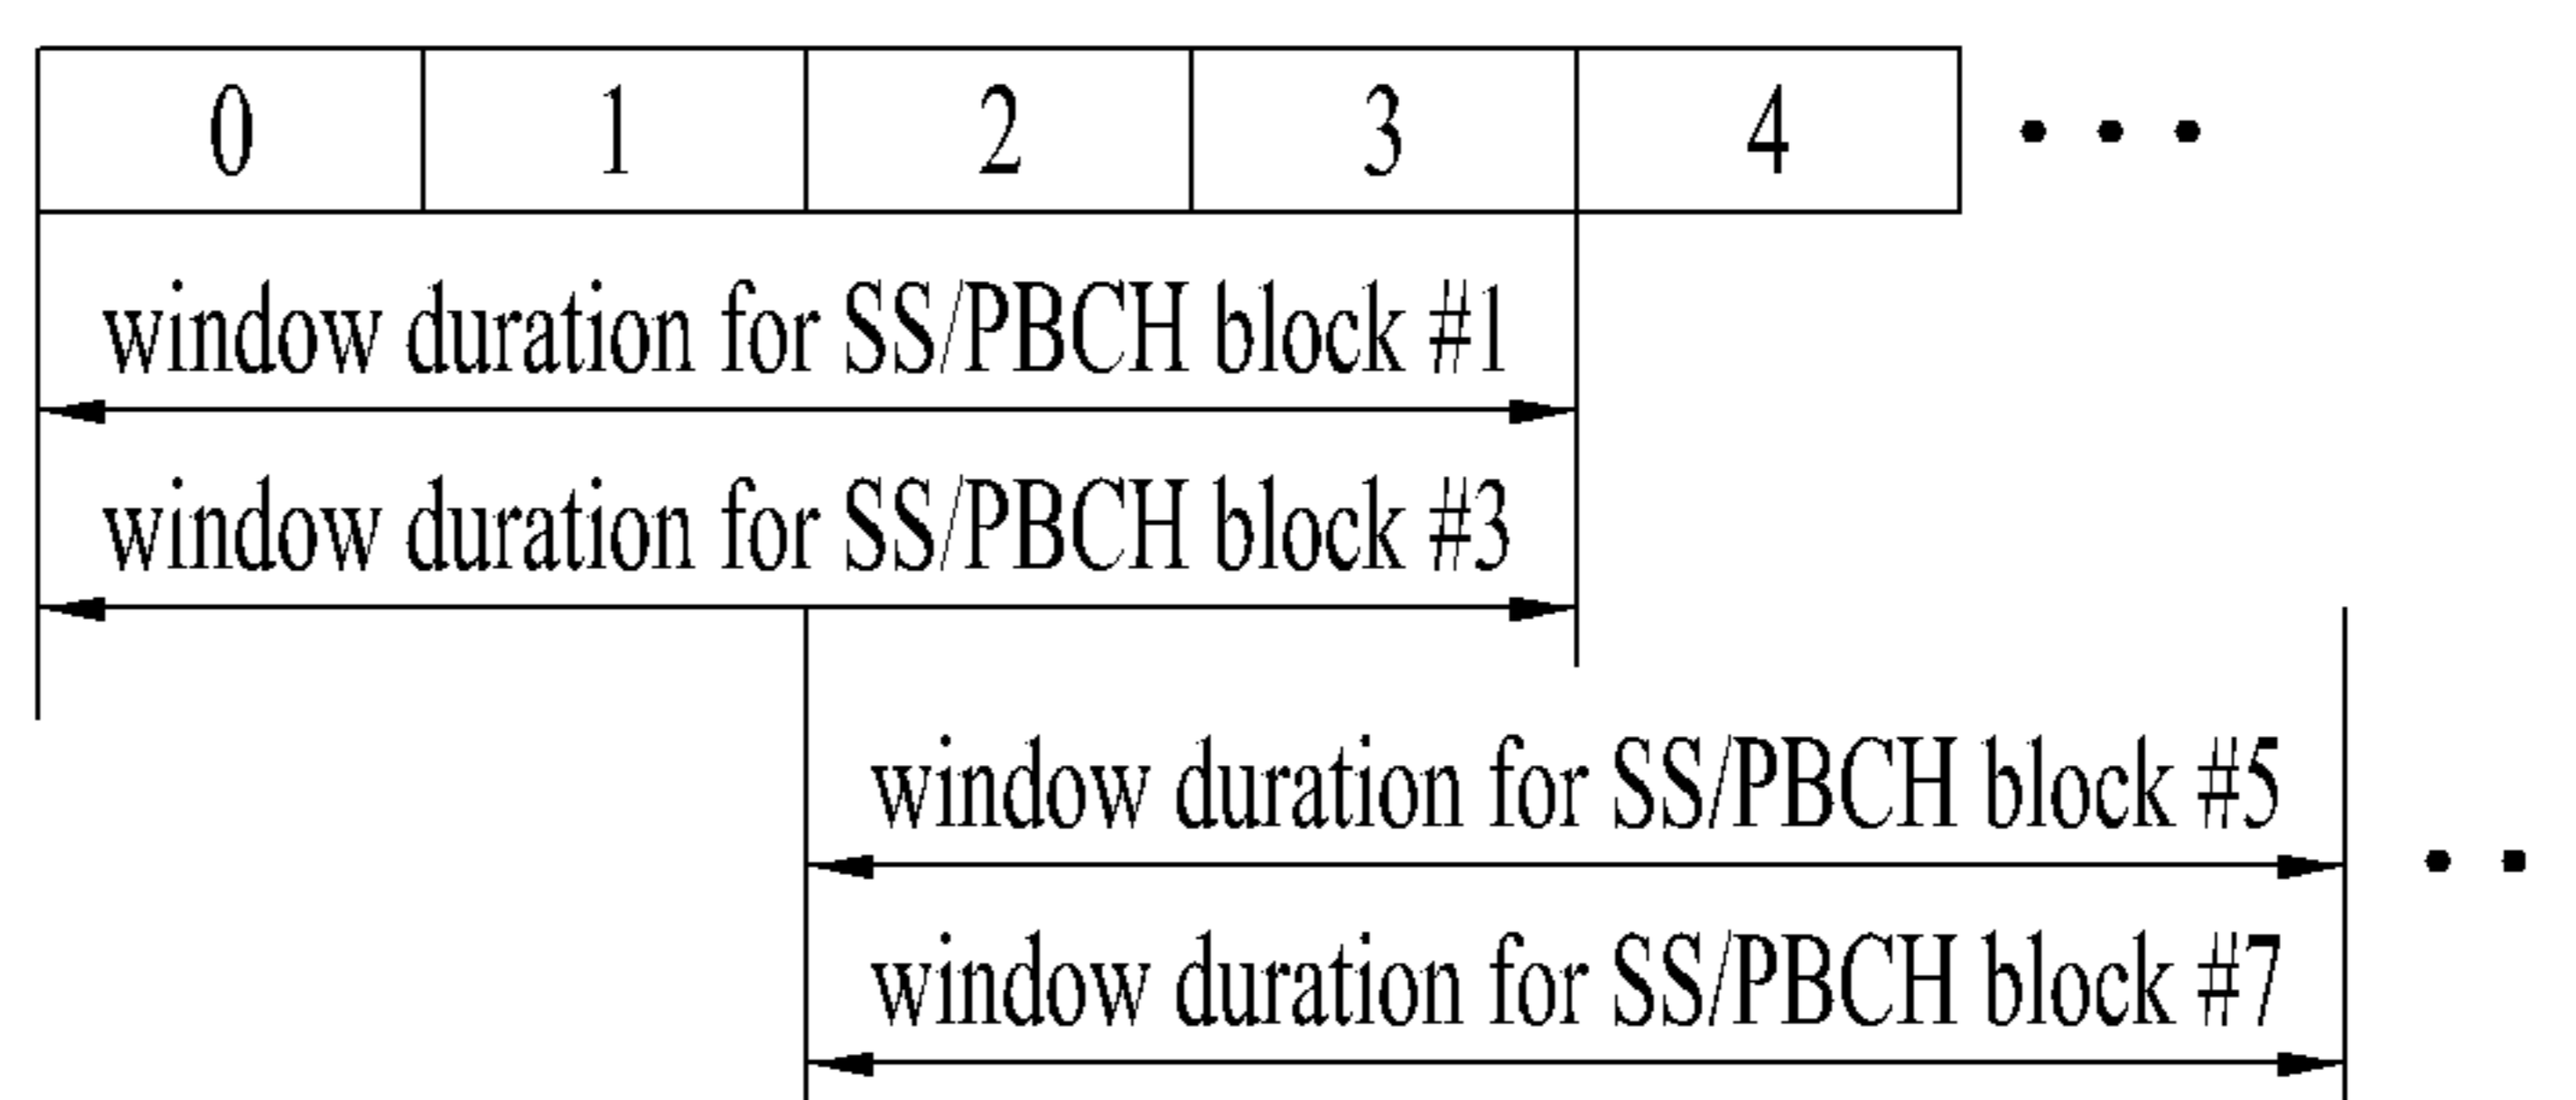 0 1 2 3 4 • • •
window duration for SS/PBCH block #1
window duration for SS/PBCH block #3
window duration for SS/PBCH block #5
• •
window duration for SS/PBCH block #7